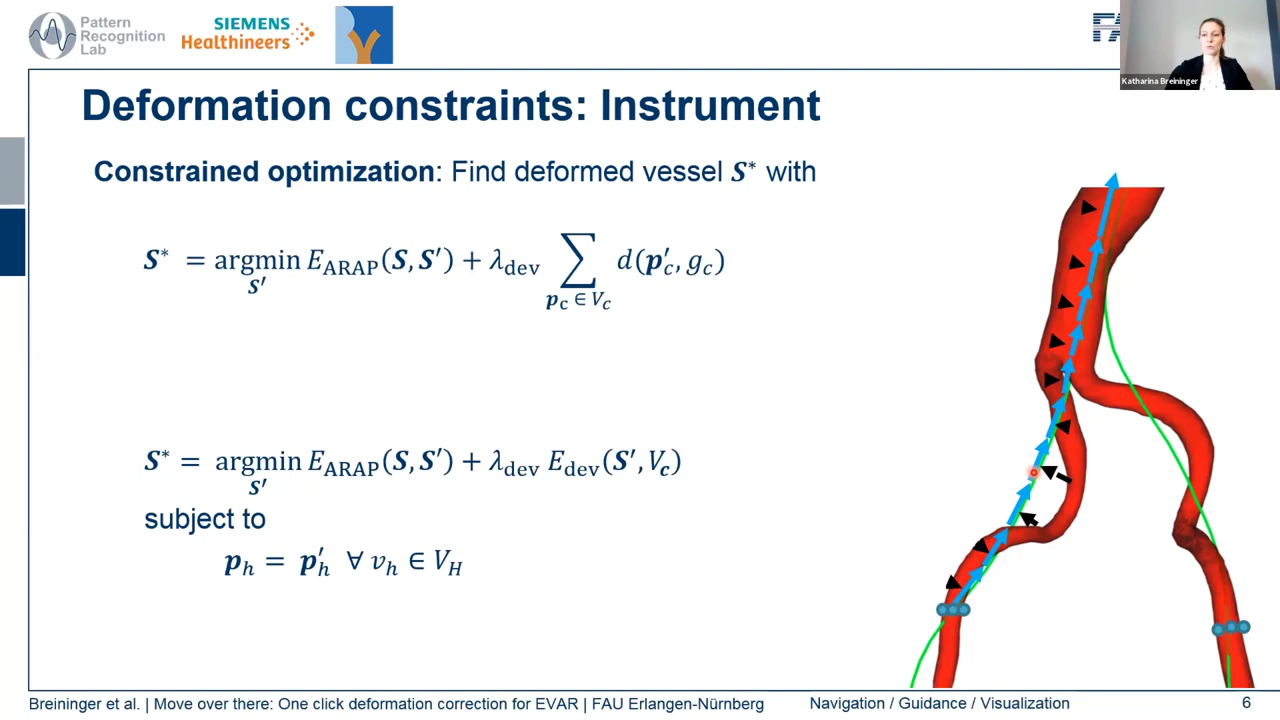 Pattern
Recognition
Lab
SIEMENS
Healthineers
FA
Katharina Breininger
Deformation constraints: Instrument
Constrained optimization: Find deformed vessel S* with
S* = argmin E_ARAP(S, S′) + λ_dev ∑ d(p′_c, g_c)
S′ p_c ∈ V_c
S* = argmin E_ARAP(S, S′) + λ_dev E_dev(S′, V_c)
S′
subject to
p_h = p′_h ∀ v_h ∈ V_H
Breininger et al. | Move over there: One click deformation correction for EVAR | FAU Erlangen-Nürnberg
Navigation / Guidance / Visualization
6